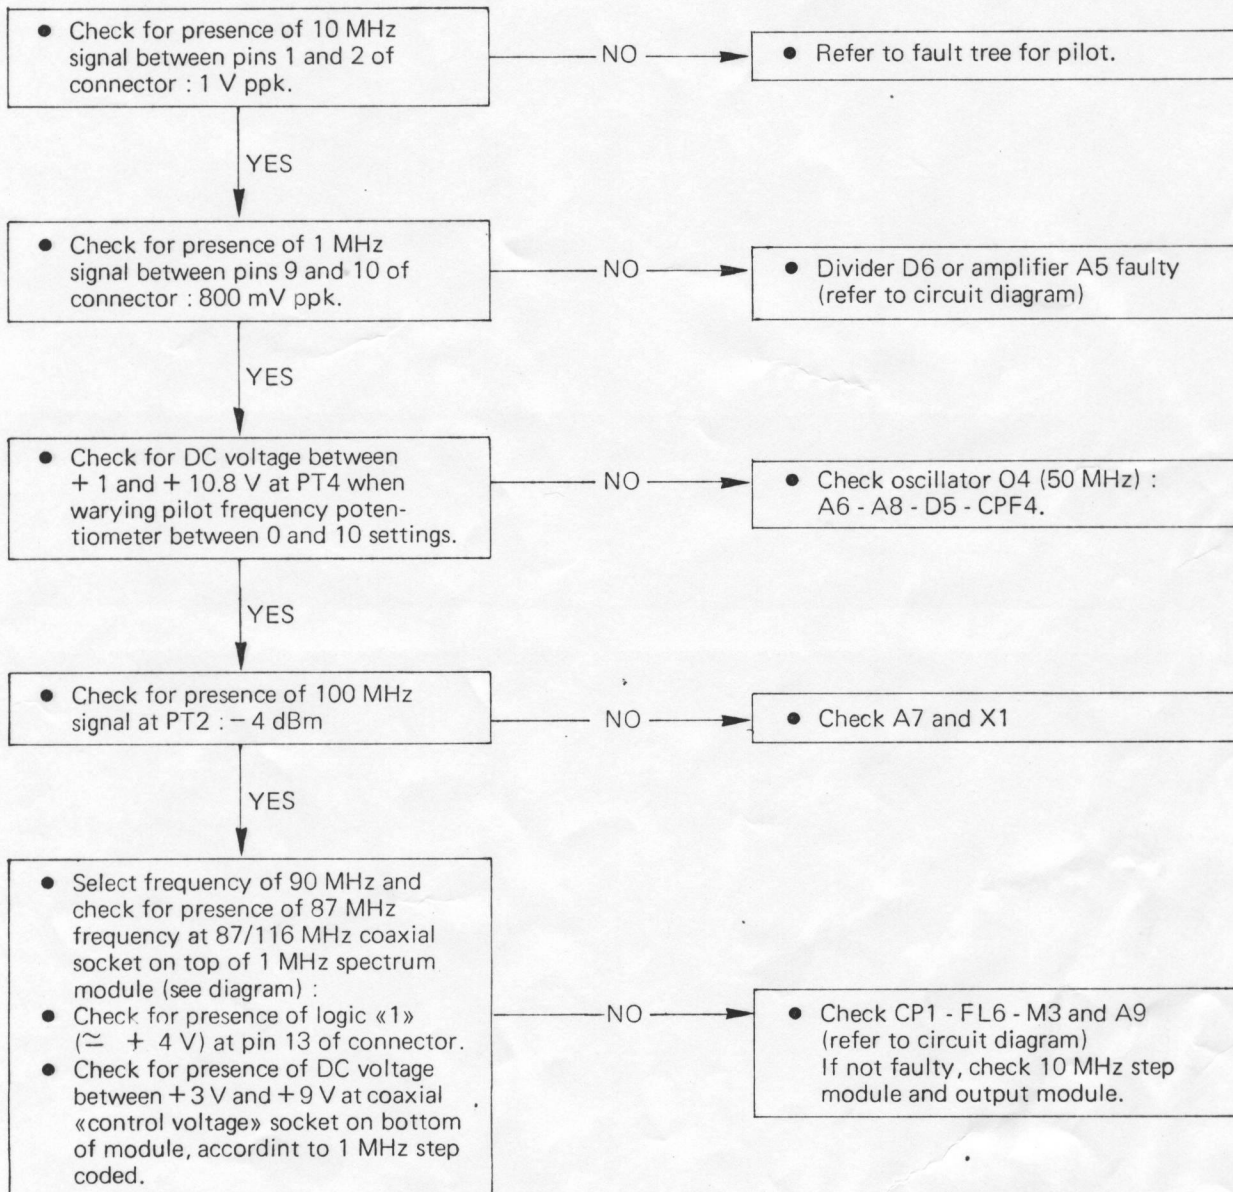 ● Check for presence of 10 MHz
signal between pins 1 and 2 of
connector : 1 V ppk.
NO
● Refer to fault tree for pilot.
YES
● Check for presence of 1 MHz
signal between pins 9 and 10 of
connector : 800 mV ppk.
NO
● Divider D6 or amplifier A5 faulty
(refer to circuit diagram)
YES
● Check for DC voltage between
+ 1 and + 10.8 V at PT4 when
warying pilot frequency poten-
tiometer between 0 and 10 settings.
NO
● Check oscillator O4 (50 MHz) :
A6 - A8 - D5 - CPF4.
YES
● Check for presence of 100 MHz
signal at PT2 : – 4 dBm
NO
● Check A7 and X1
YES
● Select frequency of 90 MHz and
check for presence of 87 MHz
frequency at 87/116 MHz coaxial
socket on top of 1 MHz spectrum
module (see diagram) :
● Check for presence of logic «1»
(≃ + 4 V) at pin 13 of connector.
● Check for presence of DC voltage
between +3 V and +9 V at coaxial
«control voltage» socket on bottom
of module, accordint to 1 MHz step
coded.
NO
● Check CP1 - FL6 - M3 and A9
(refer to circuit diagram)
If not faulty, check 10 MHz step
module and output module.